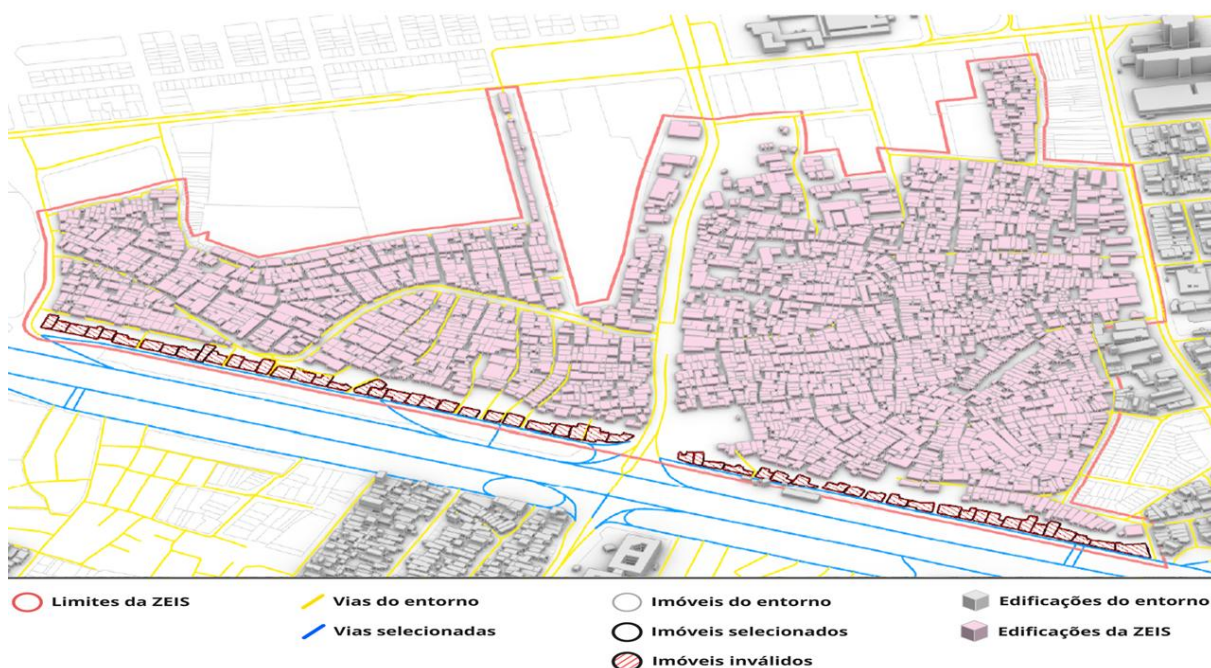 Limites da ZEIS
Vias do entorno
Imóveis do entorno
Edificações do entorno
Vias selecionadas
Imóveis selecionados
Edificações da ZEIS
Imóveis inválidos